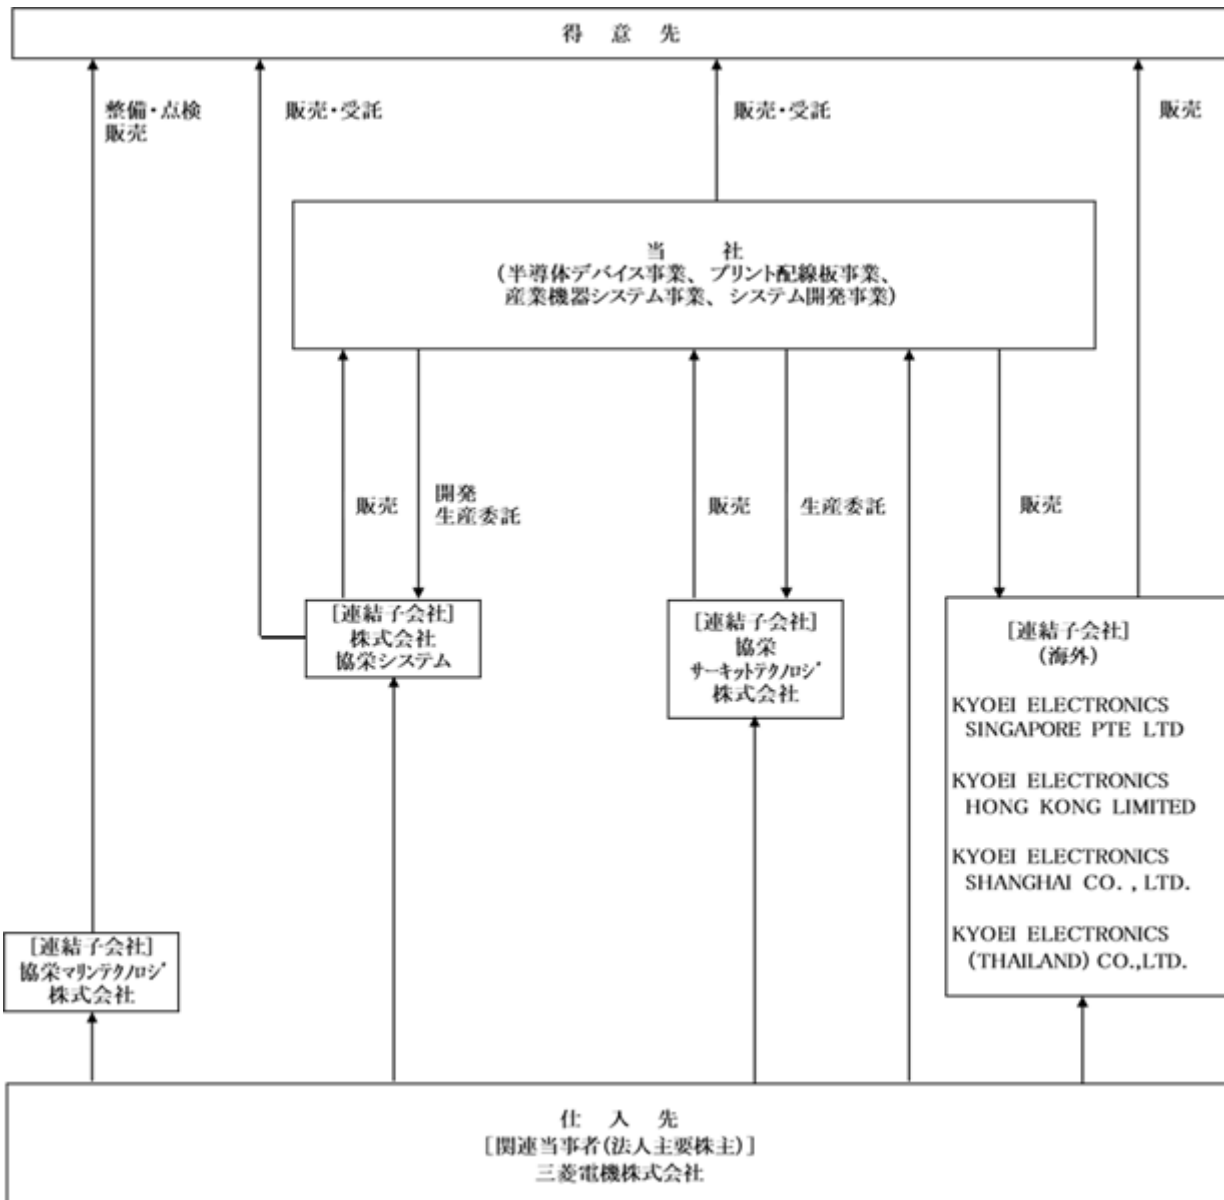 得 意 先
整備・点検
販売
販売・受託
販売・受託
販売
当 社
(半導体デバイス事業、プリント配線板事業、
産業機器システム事業、システム開発事業)
販売
開発
生産委託
販売
生産委託
販売
[連結子会社]
株式会社
協栄システム
[連結子会社]
協栄
サーキットテクノロジ
株式会社
[連結子会社]
(海外)
KYOEI ELECTRONICS
SINGAPORE PTE LTD
KYOEI ELECTRONICS
HONG KONG LIMITED
KYOEI ELECTRONICS
SHANGHAI CO. , LTD.
KYOEI ELECTRONICS
(THAILAND) CO.,LTD.
[連結子会社]
協栄マリンテクノロジ
株式会社
仕 入 先
[関連当事者(法人主要株主)]
三菱電機株式会社